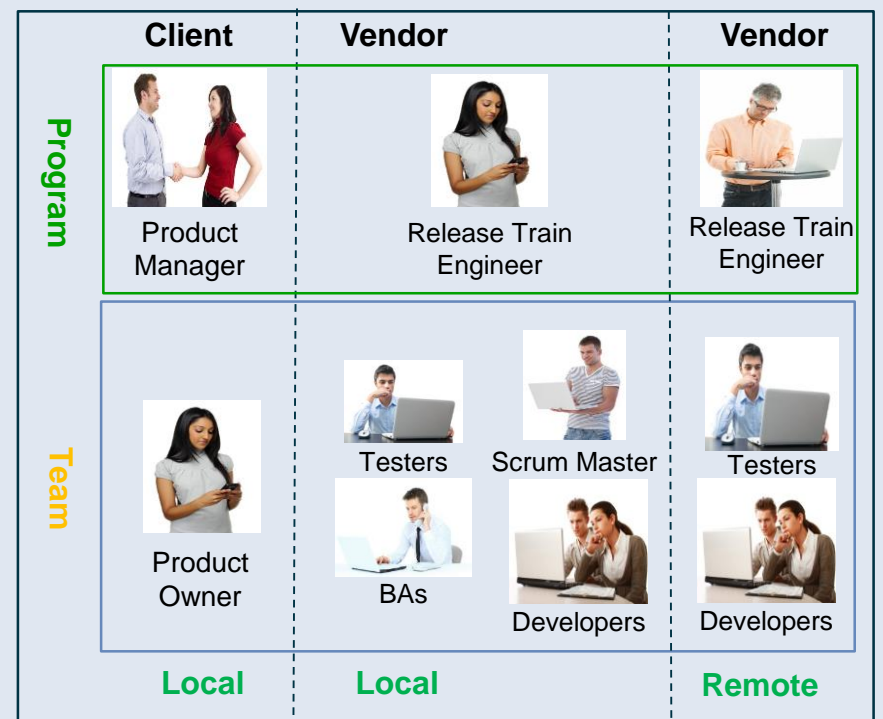 Client
Vendor
Vendor
Program
Product
Manager
Release Train
Engineer
Release Train
Engineer
Team
Product
Owner
Testers
Scrum Master
Testers
BAs
Developers
Developers
Local
Local
Remote